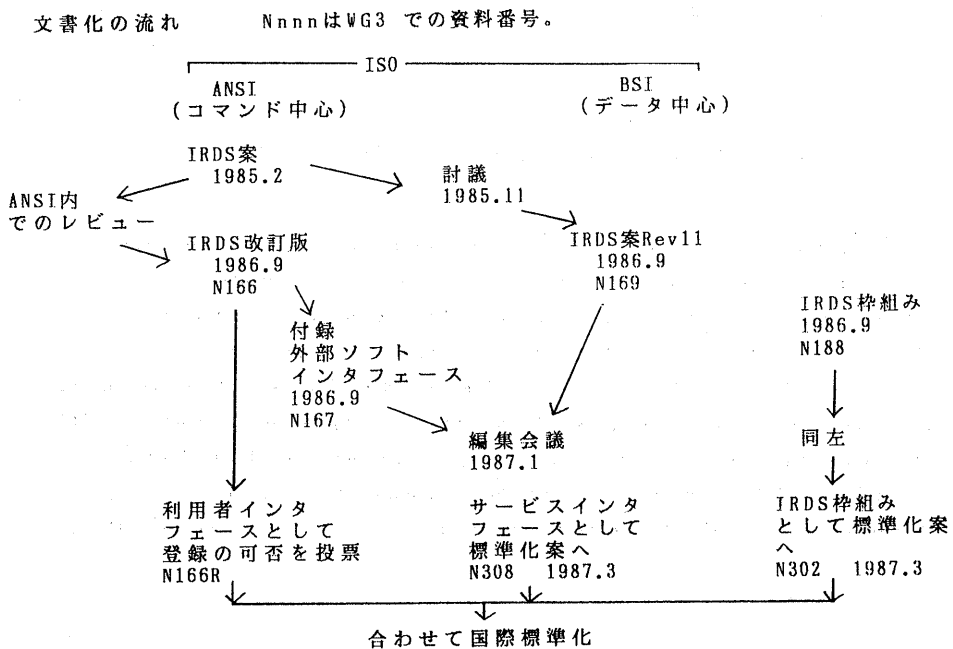 文書化の流れ NnnnはWG3 での資料番号。
ISO
ANSI
(コマンド中心)
BSI
(データ中心)
IRDS案
1985.2
討議
1985.11
ANSI内
でのレビュー
IRDS改訂版
1986.9
N166
IRDS案Rev11
1986.9
N169
IRDS枠組み
1986.9
N188
付録
外部ソフト
インタフェース
1986.9
N167
編集会議
1987.1
同左
利用者インタ
フェースとして
登録の可否を投票
N166R
サービスインタ
フェースとして
標準化案へ
N308 1987.3
IRDS枠組み
として標準化案
へ
N302 1987.3
合わせて国際標準化